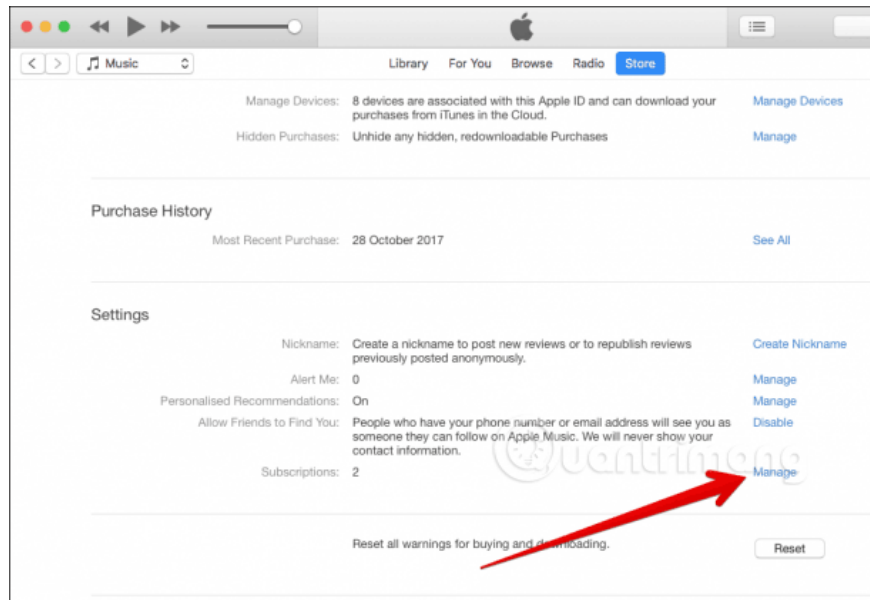 Music
Library For You Browse Radio Store
Manage Devices: 8 devices are associated with this Apple ID and can download your Manage Devices
purchases from iTunes in the Cloud.
Hidden Purchases: Unhide any hidden, redownloadable Purchases Manage
Purchase History
Most Recent Purchase: 28 October 2017 See All
Settings
Nickname: Create a nickname to post new reviews or to republish reviews Create Nickname
previously posted anonymously.
Alert Me: 0 Manage
Personalised Recommendations: On Manage
Allow Friends to Find You: People who have your phone number or email address will see you as Disable
someone they can follow on Apple Music. We will never show your
contact information.
Quantrimang
Subscriptions: 2 Manage
Reset all warnings for buying and downloading. Reset